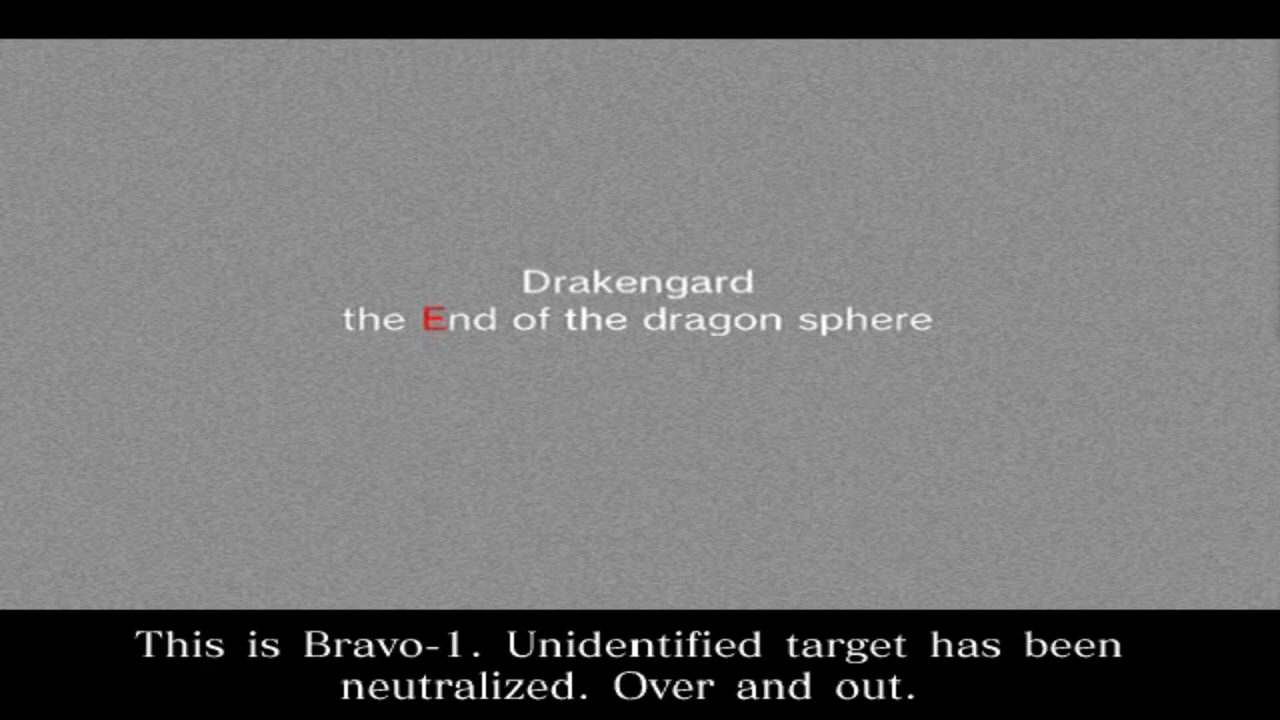 Drakengard
the End of the dragon sphere
This is Bravo-1. Unidentified target has been
neutralized. Over and out.